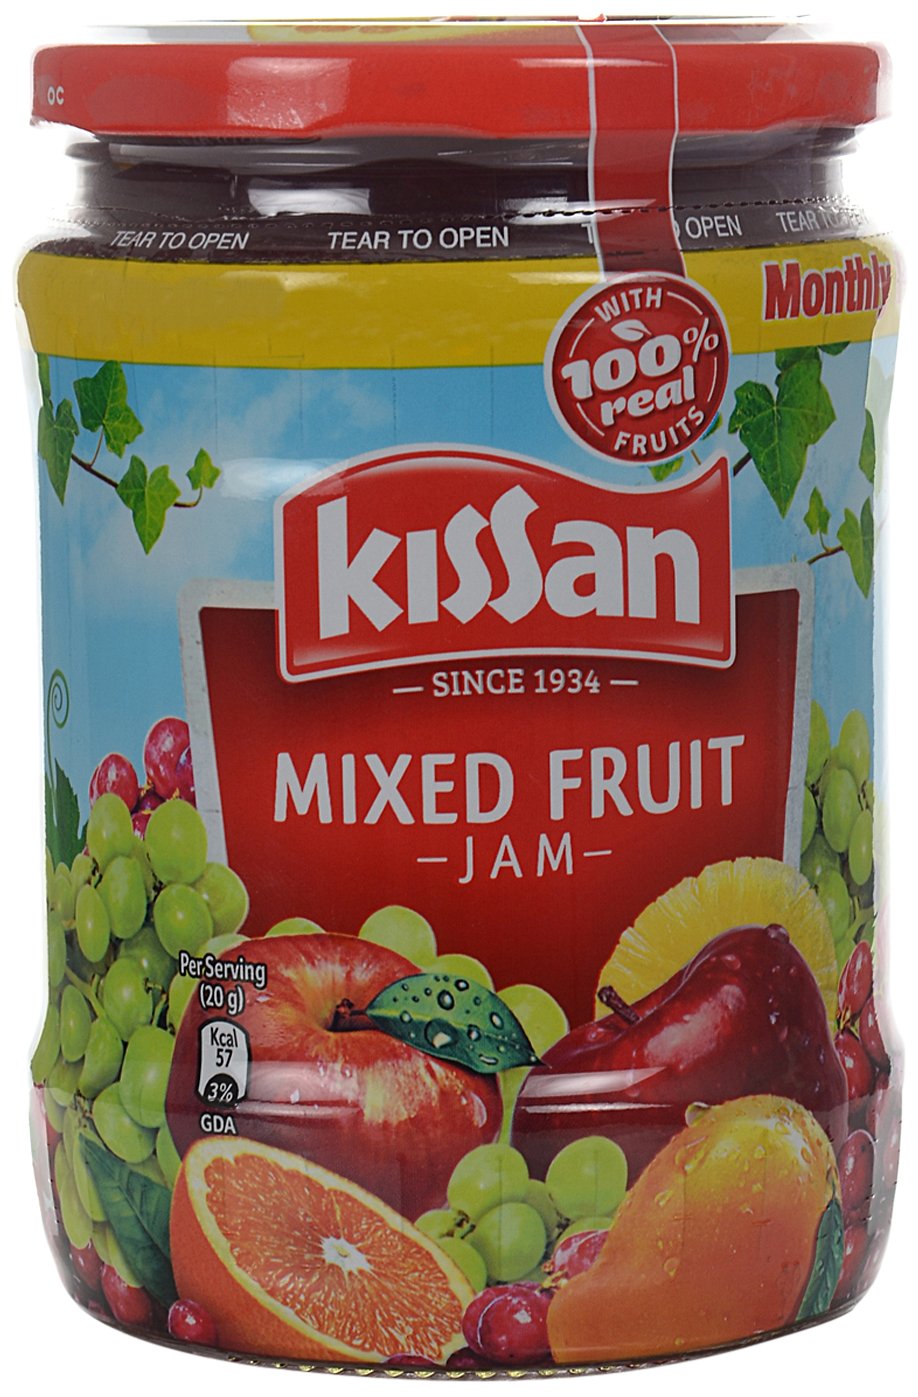 OC
TEAR TO OPEN
TEAR TO OPEN
OPEN
TEAR
Monthly
WITH
100%
real
FRUITS
kissan
— SINCE 1934 —
MIXED FRUIT
– JAM –
Per Serving
(20 g)
Kcal
57
3%
GDA